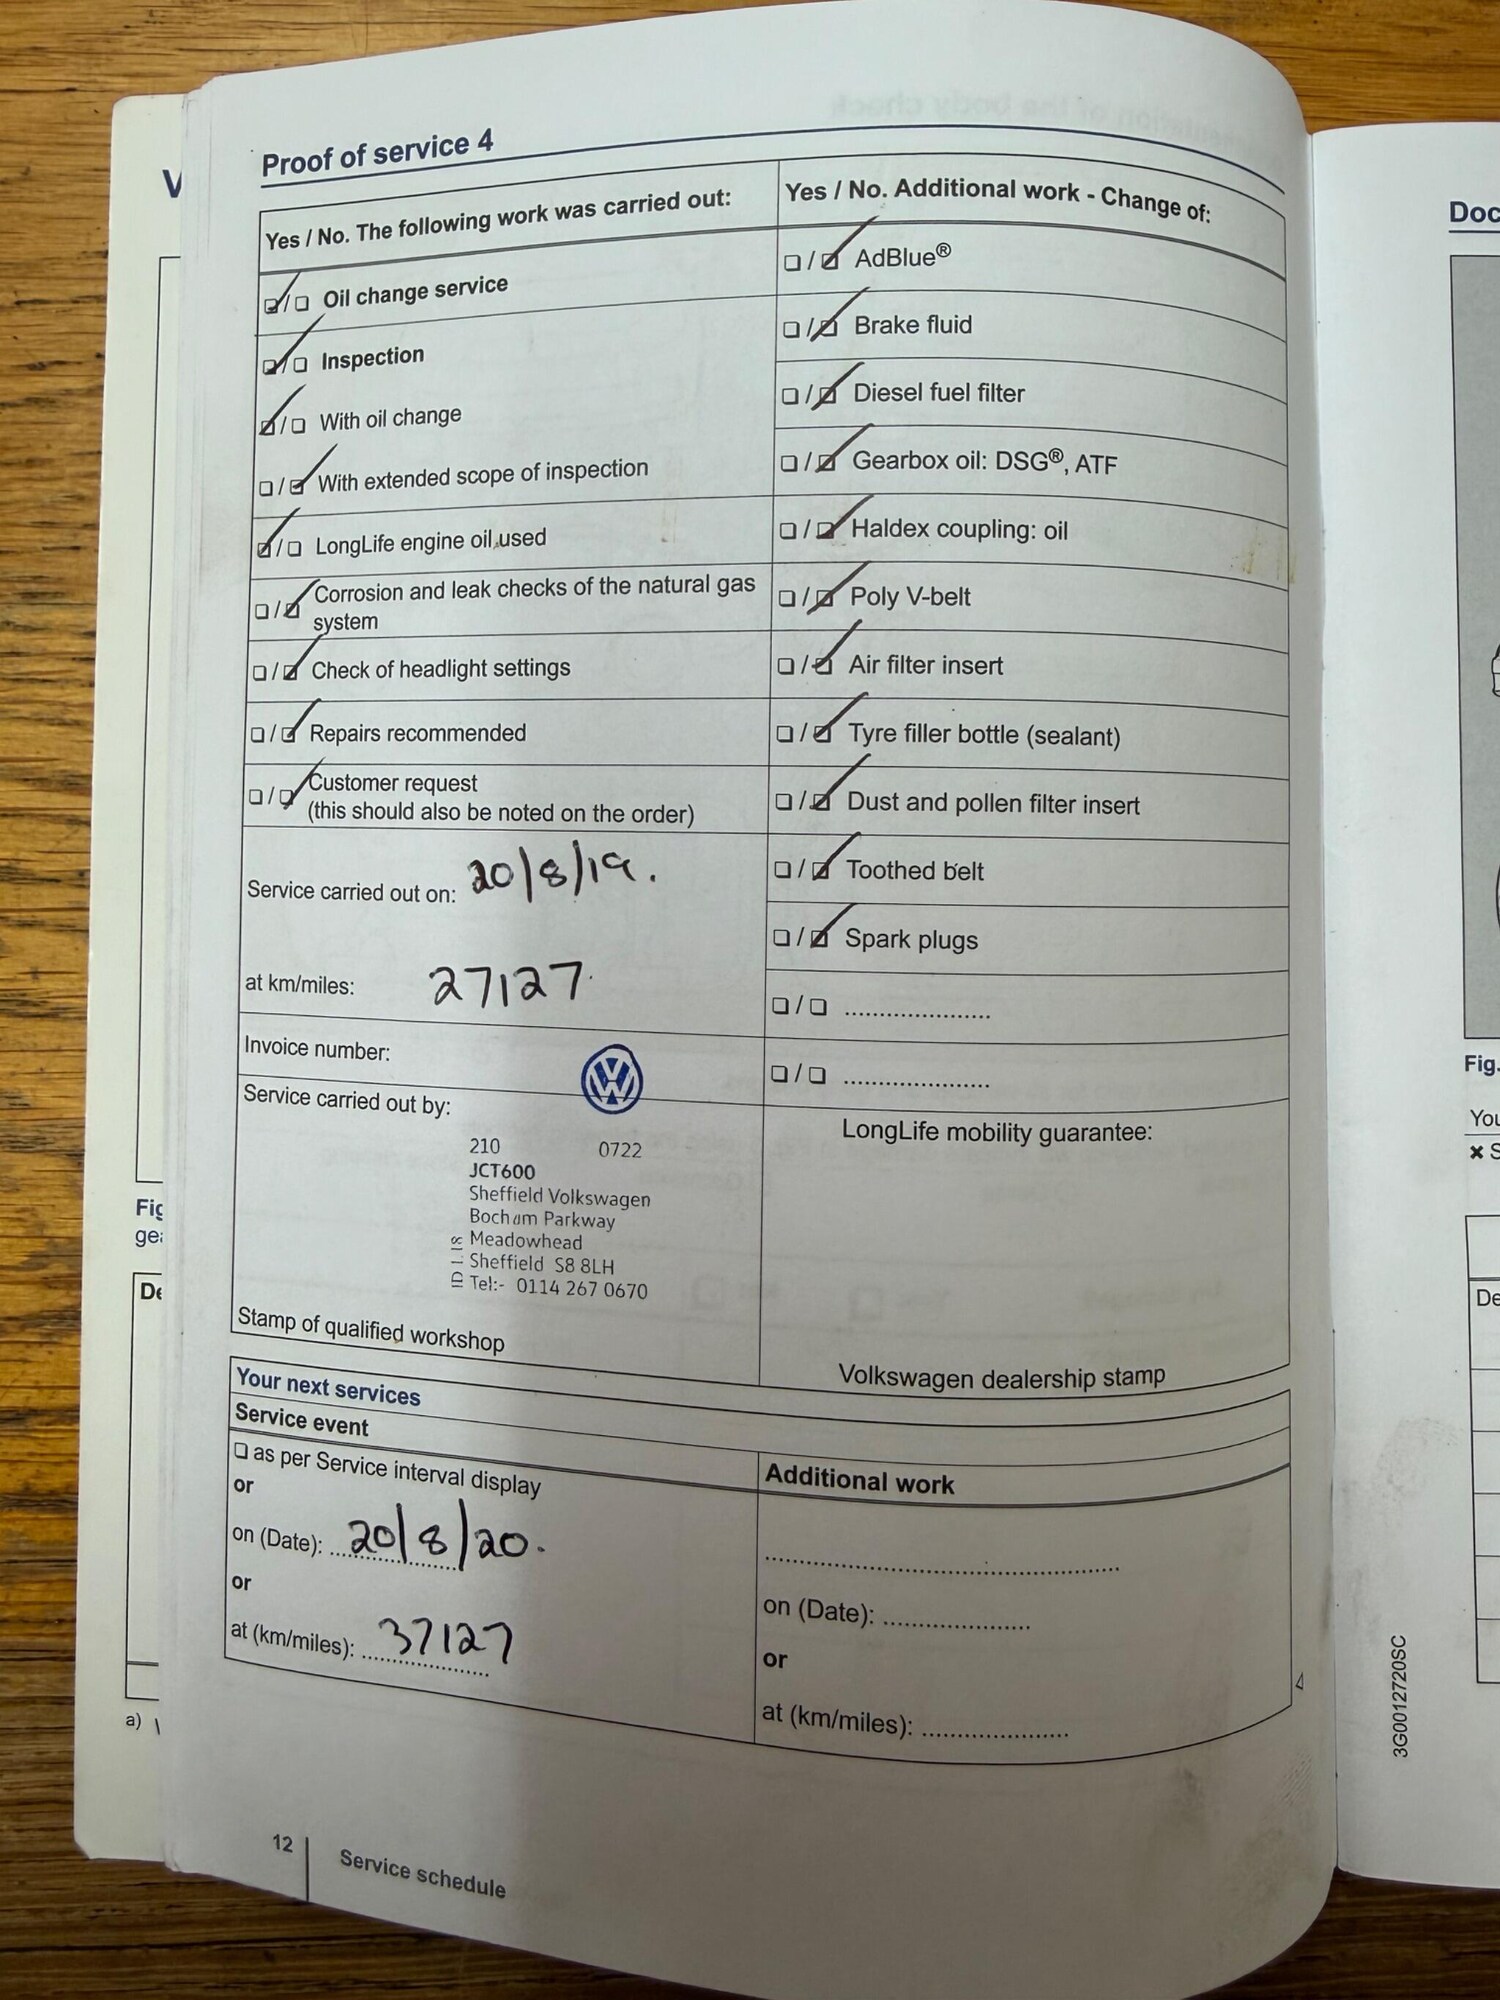 Proof of service 4
Yes / No. The following work was carried out:
☑/☐ Oil change service
☑/☐ Inspection
☑/☐ With oil change
☐/☑ With extended scope of inspection
☑/☐ LongLife engine oil used
☐/☑ Corrosion and leak checks of the natural gas
system
☐/☑ Check of headlight settings
☐/☑ Repairs recommended
☐/☑ Customer request
(this should also be noted on the order)
Service carried out on: 20/8/19.
at km/miles: 27127
Invoice number:
Service carried out by:
210 0722
JCT600
Sheffield Volkswagen
Bochum Parkway
Meadowhead
Sheffield S8 8LH
Tel:- 0114 267 0670
Stamp of qualified workshop
Yes / No. Additional work - Change of:
☐/☑ AdBlue®
☐/☑ Brake fluid
☐/☑ Diesel fuel filter
☐/☑ Gearbox oil: DSG®, ATF
☐/☑ Haldex coupling: oil
☐/☑ Poly V-belt
☐/☑ Air filter insert
☐/☑ Tyre filler bottle (sealant)
☐/☑ Dust and pollen filter insert
☐/☑ Toothed belt
☐/☑ Spark plugs
☐/☐ ......................
☐/☐ ......................
LongLife mobility guarantee:
Volkswagen dealership stamp
Your next services
Service event
☐ as per Service interval display
or
on (Date): 20/8/20.
or
at (km/miles): 37127
Additional work
on (Date): ......................
or
at (km/miles): ......................
12
Service schedule
Fig
De
a)
Doc
Fig.
You
De
3G0012720SC